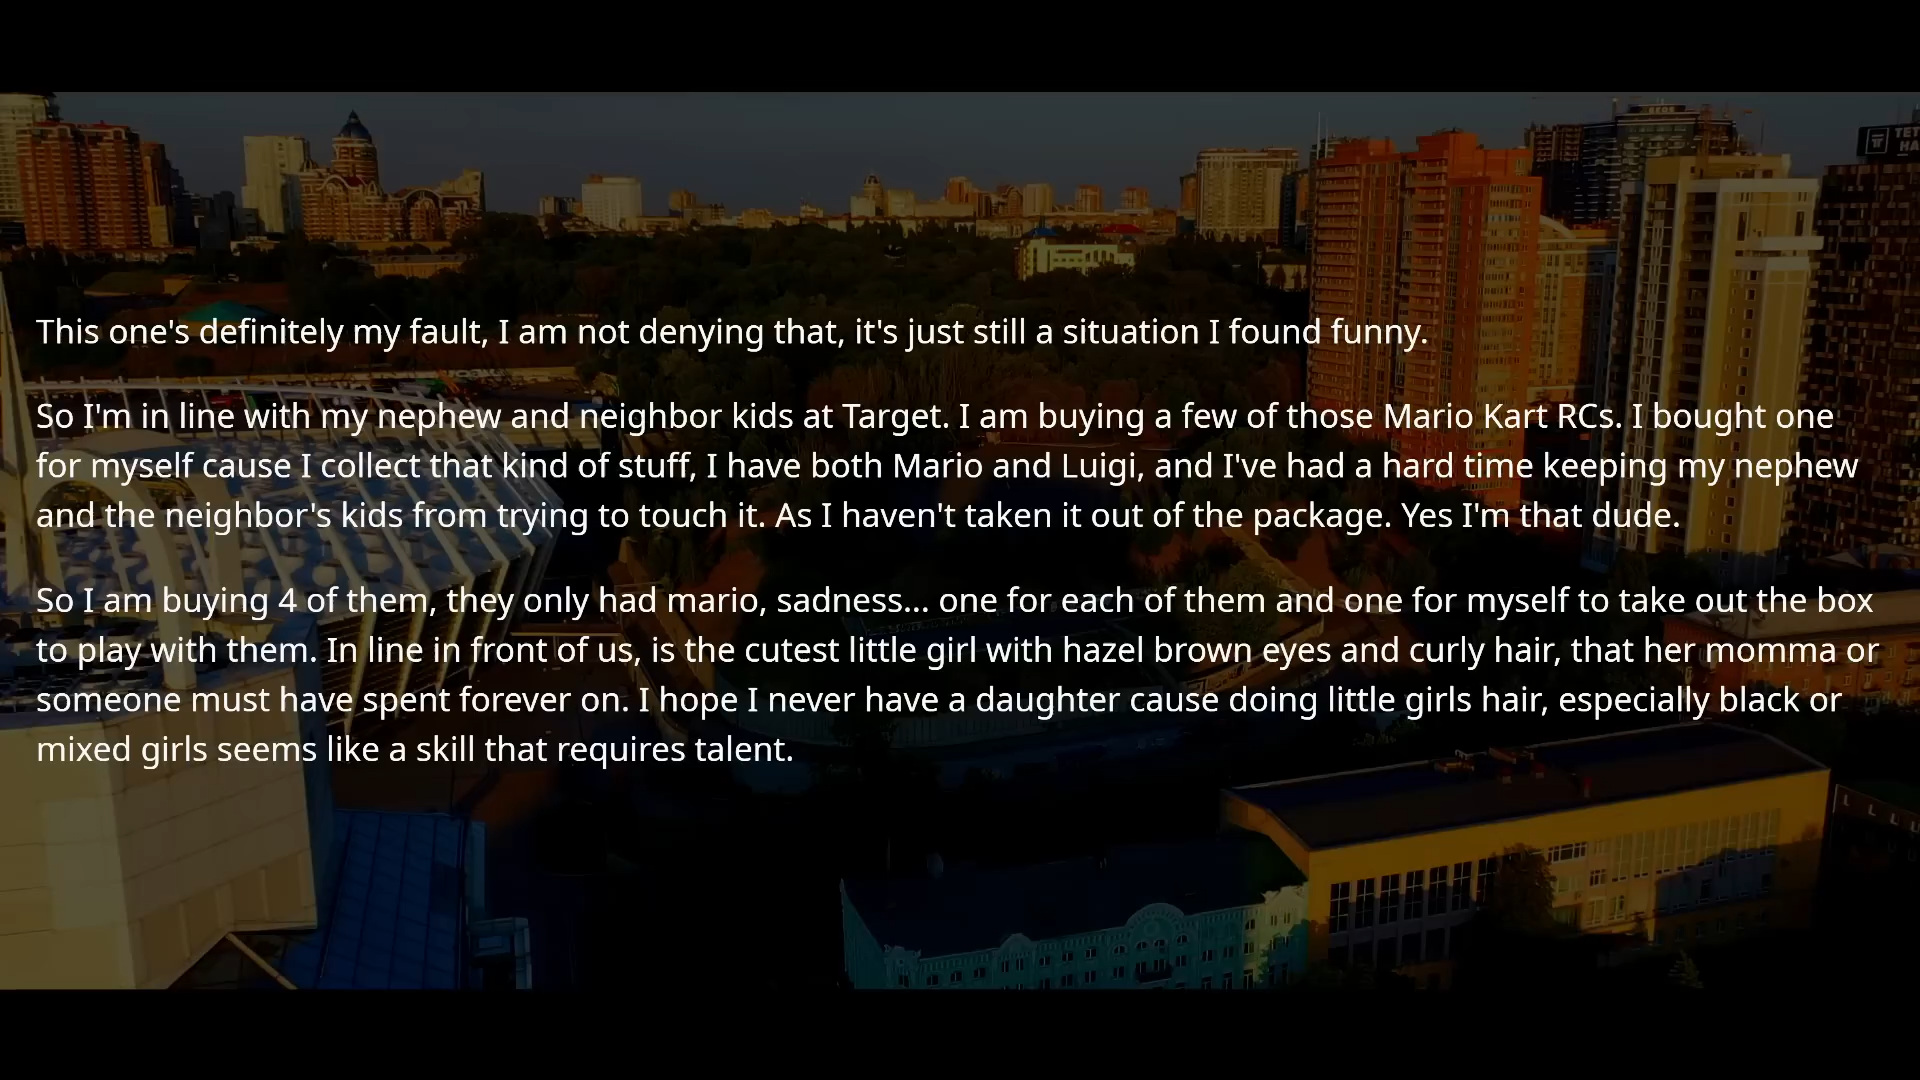 This one's definitely my fault, I am not denying that, it's just still a situation I found funny.
So I'm in line with my nephew and neighbor kids at Target. I am buying a few of those Mario Kart RCs. I bought one
for myself cause I collect that kind of stuff, I have both Mario and Luigi, and I've had a hard time keeping my nephew
and the neighbor's kids from trying to touch it. As I haven't taken it out of the package. Yes I'm that dude.
So I am buying 4 of them, they only had mario, sadness... one for each of them and one for myself to take out the box
to play with them. In line in front of us, is the cutest little girl with hazel brown eyes and curly hair, that her momma or
someone must have spent forever on. I hope I never have a daughter cause doing little girls hair, especially black or
mixed girls seems like a skill that requires talent.